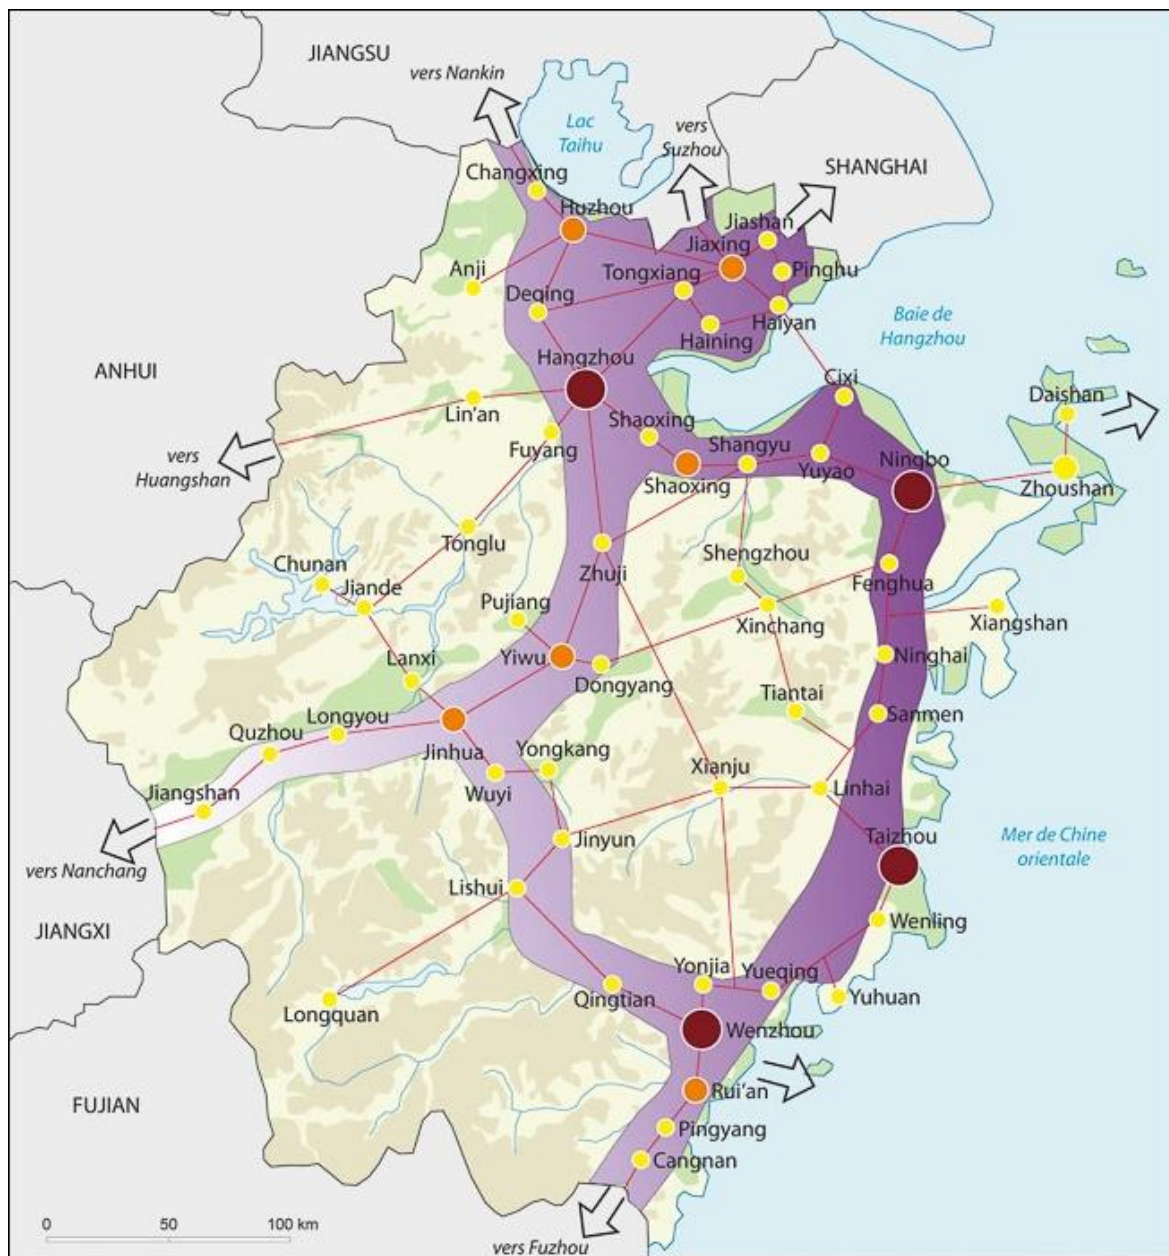 JIANGSU
vers Nankin
Lac
Taihu
vers
Suzhou
SHANGHAI
Changxing
Huzhou
Jiashan
Jiaxing
Anji
Tongxiang
Pinghu
Deqing
Haining
Haiyan
Baie de
Hangzhou
ANHUI
Hangzhou
Cixi
Daishan
Lin'an
Shaoxing
Fuyang
Shangyu
vers
Huangshan
Shaoxing
Yuyao
Ningbo
Zhoushan
Tonglu
Chunan
Jiande
Zhuji
Shengzhou
Fenghua
Pujiang
Xinchang
Xiangshan
Yiwu
Lanxi
Dongyang
Ninghai
Tiantai
Longyou
Quzhou
Sanmen
Jinhua
Yongkang
Jiangshan
Wuyi
Xianju
Linhai
Taizhou
Mer de Chine
orientale
vers Nanchang
Jinyun
Lishui
Wenling
JIANGXI
Yonjia
Yueqing
Qingtian
Yuhuan
Longquan
Wenzhou
Rui'an
FUJIAN
Pingyang
Cangnan
0 50 100 km
vers Fuzhou